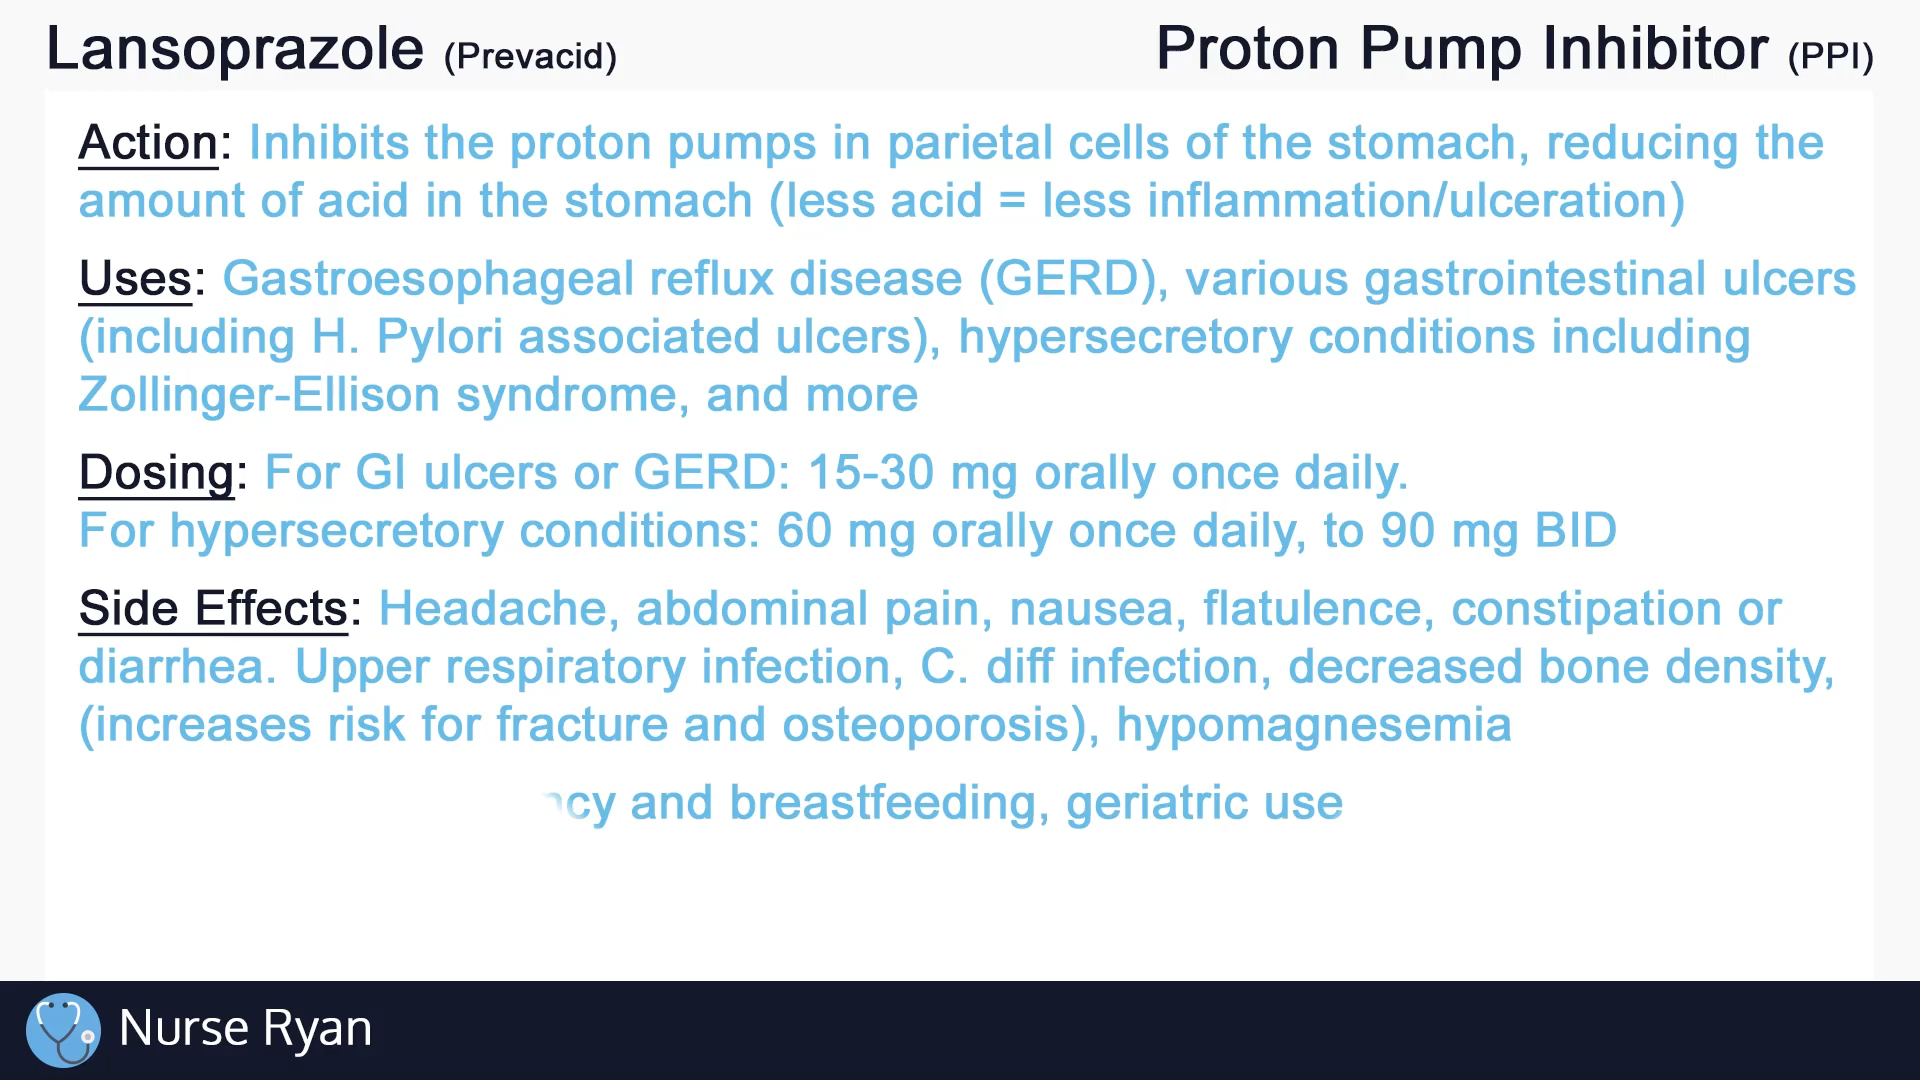 Lansoprazole (Prevacid)
Proton Pump Inhibitor (PPI)
Action: Inhibits the proton pumps in parietal cells of the stomach, reducing the
amount of acid in the stomach (less acid = less inflammation/ulceration)
Uses: Gastroesophageal reflux disease (GERD), various gastrointestinal ulcers
(including H. Pylori associated ulcers), hypersecretory conditions including
Zollinger-Ellison syndrome, and more
Dosing: For GI ulcers or GERD: 15-30 mg orally once daily.
For hypersecretory conditions: 60 mg orally once daily, to 90 mg BID
Side Effects: Headache, abdominal pain, nausea, flatulence, constipation or
diarrhea. Upper respiratory infection, C. diff infection, decreased bone density,
(increases risk for fracture and osteoporosis), hypomagnesemia
and breastfeeding, geriatric use
Nurse Ryan